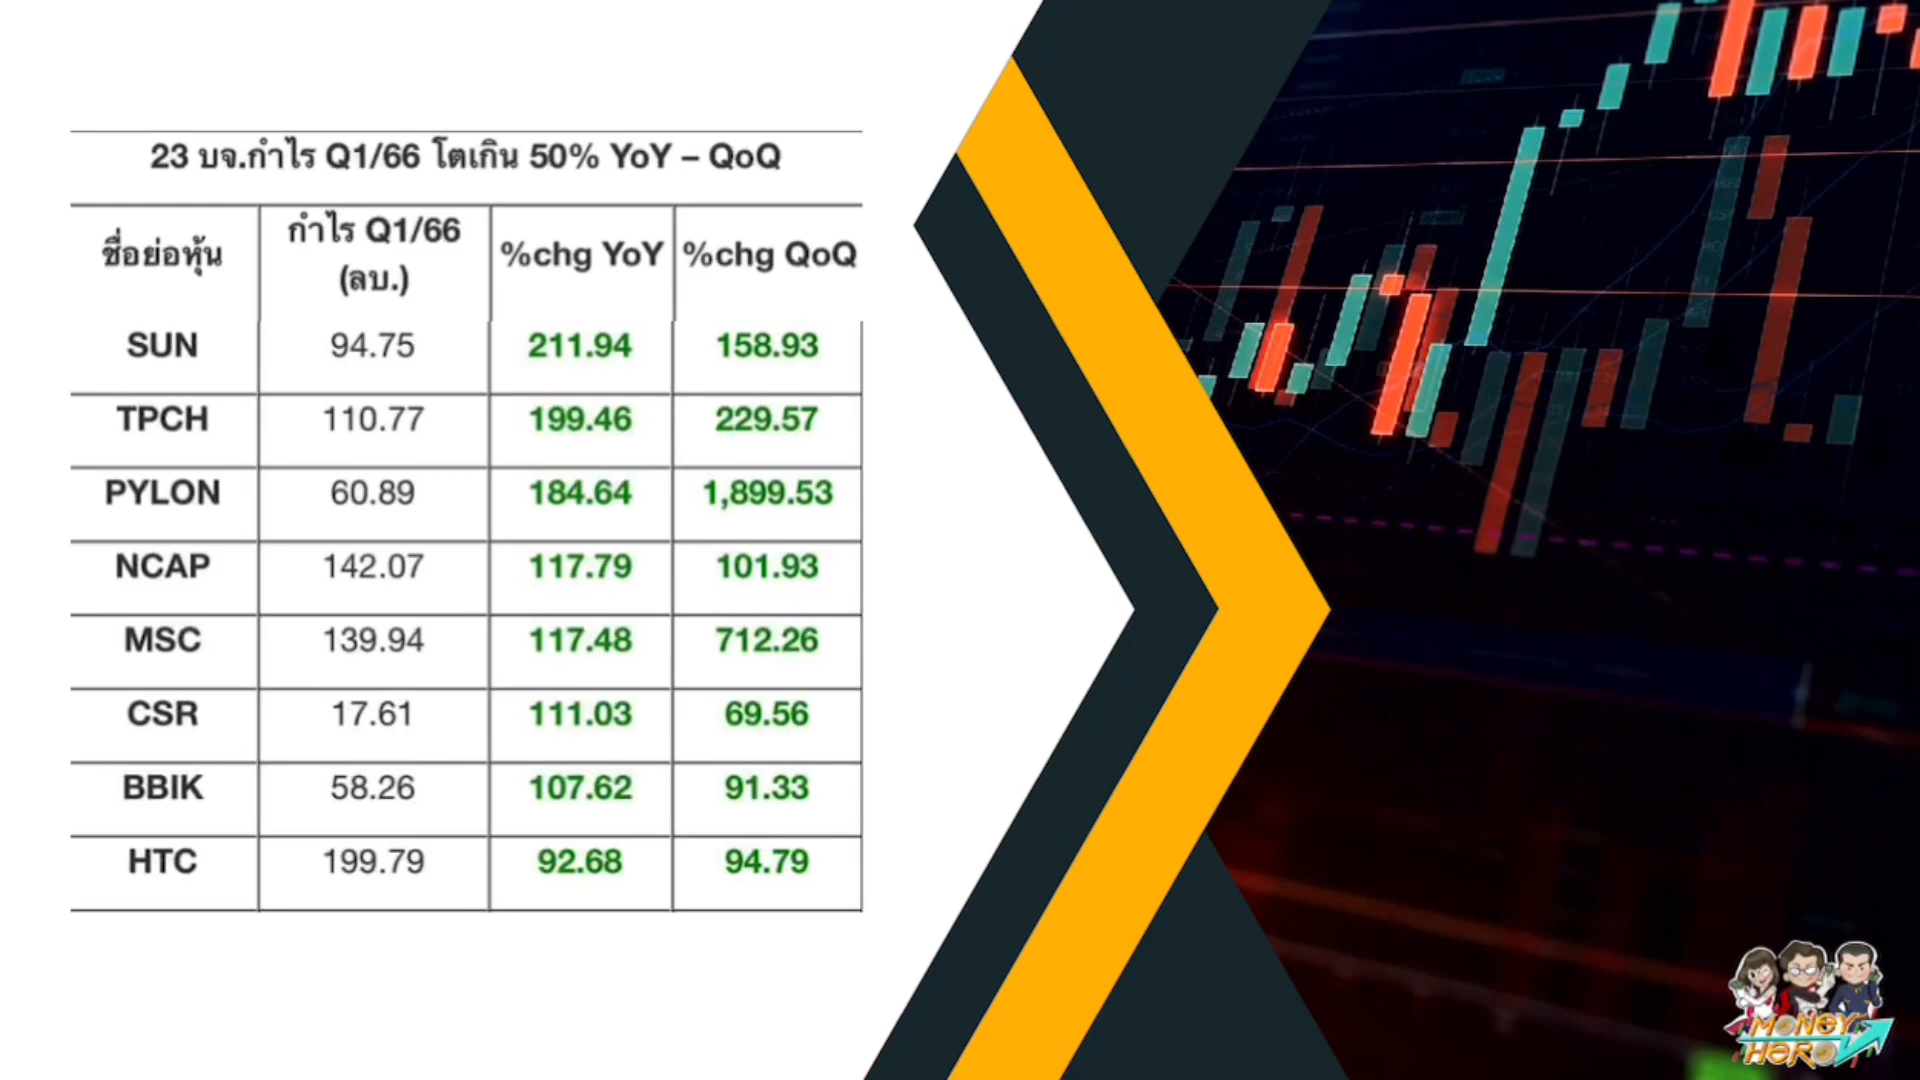 23 บจ.กำไร Q1/66 โตเกิน 50% YoY – QoQ
ชื่อย่อหุ้น กำไร Q1/66 (ลบ.) %chg YoY %chg QoQ
SUN 94.75 211.94 158.93
TPCH 110.77 199.46 229.57
PYLON 60.89 184.64 1,899.53
NCAP 142.07 117.79 101.93
MSC 139.94 117.48 712.26
CSR 17.61 111.03 69.56
BBIK 58.26 107.62 91.33
HTC 199.79 92.68 94.79
MONEY
HERO